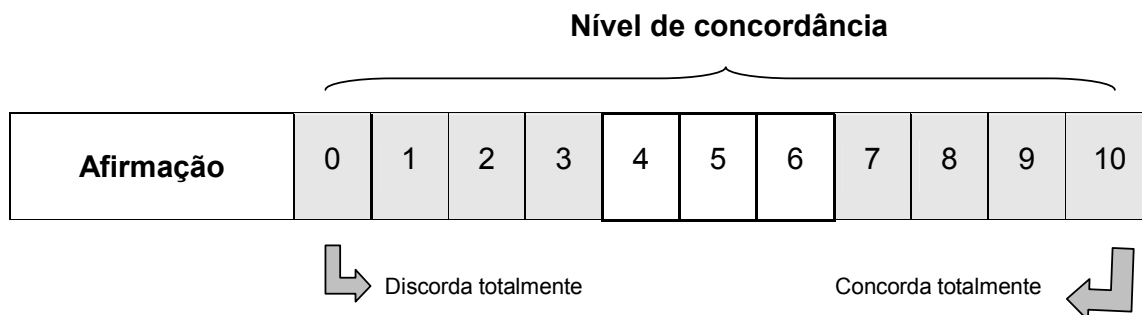 Nível de concordância
Afirmação 0 1 2 3 4 5 6 7 8 9 10
Discorda totalmente Concorda totalmente